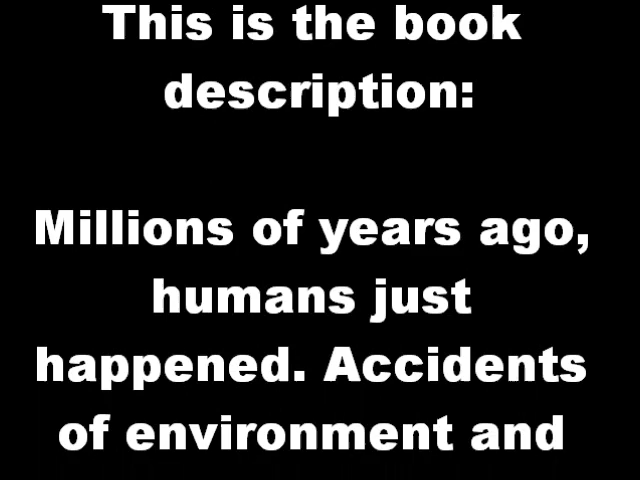 This is the book
description:
Millions of years ago,
humans just
happened. Accidents
of environment and